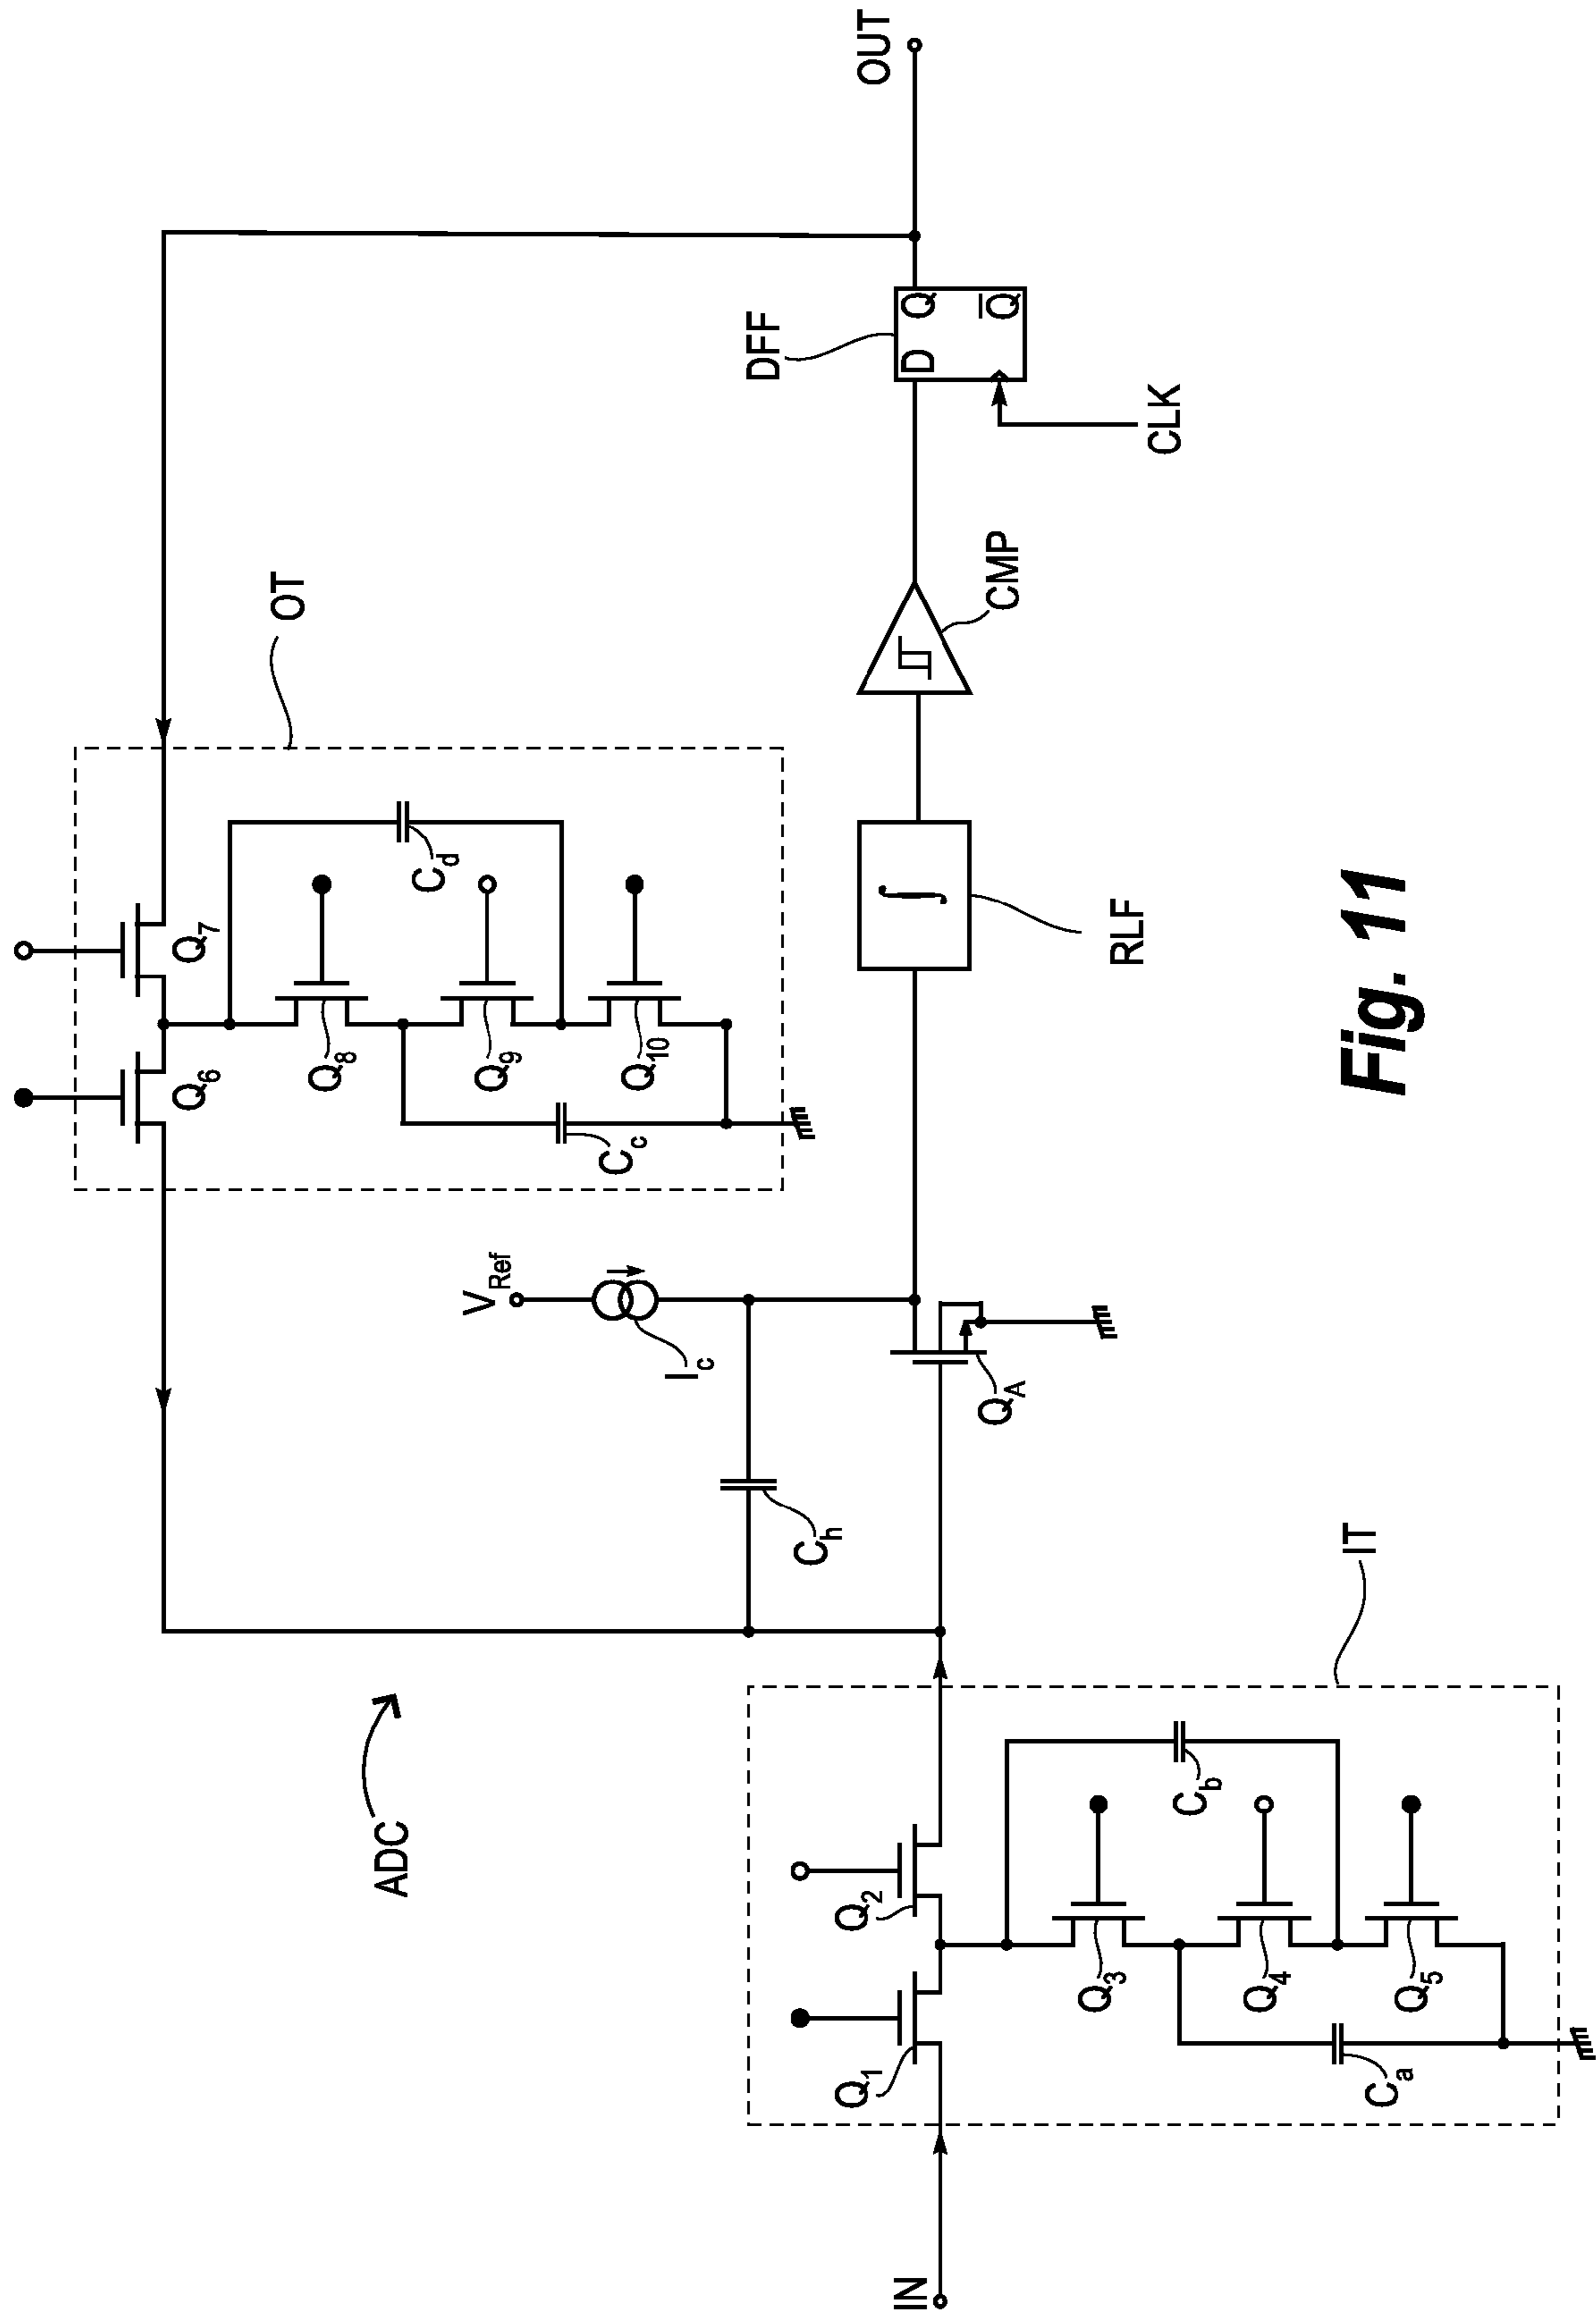 ADC
OT
Q6
Q7
Q8
Q9
Q10
Cc
Cd
VRef
Ic
Ch
QA
RLF
∫
CMP
DFF
D
Q
Q̅
CLK
OUT
IN
IT
Q1
Q2
Q3
Q4
Q5
Ca
Cb
Fig. 11